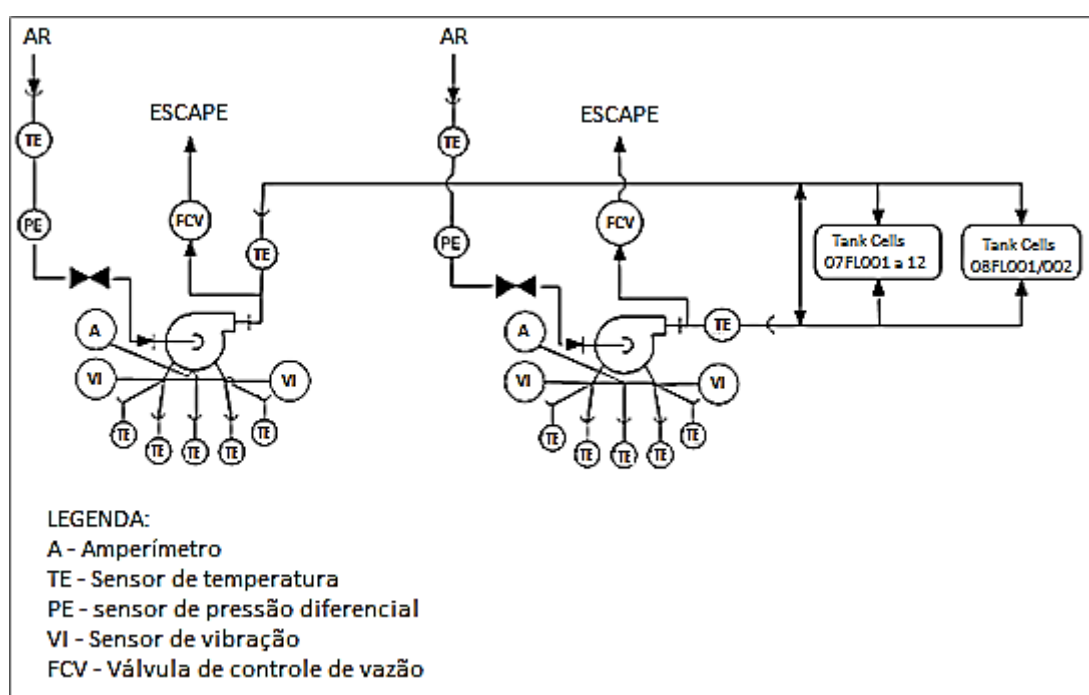 AR
AR
ESCAPE
ESCAPE
TE
TE
PE
FCV
TE
FCV
PE
Tank Cells
07FL001 a 12
Tank Cells
08FL001/002
A
A
TE
VI
VI
VI
VI
TE
TE
TE
TE
TE
TE
TE
TE
TE
TE
LEGENDA:
A - Amperímetro
TE - Sensor de temperatura
PE - sensor de pressão diferencial
VI - Sensor de vibração
FCV - Válvula de controle de vazão